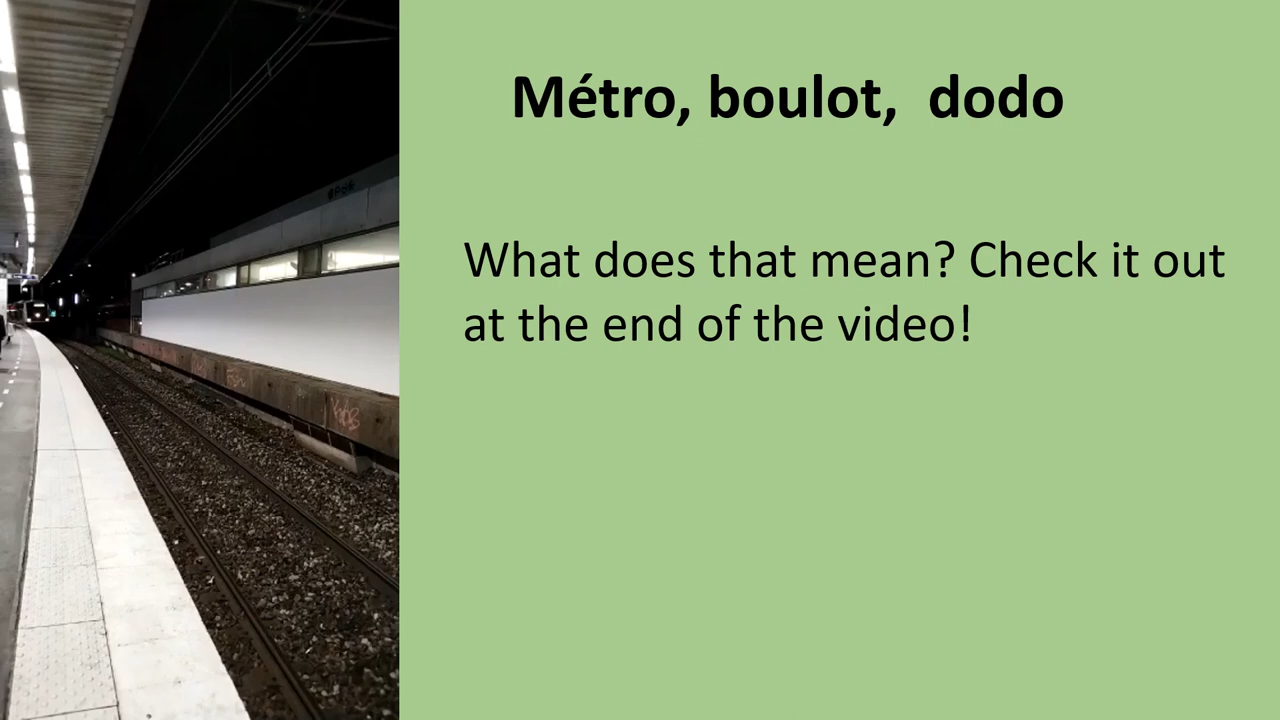 Métro, boulot, dodo
What does that mean? Check it out
at the end of the video!